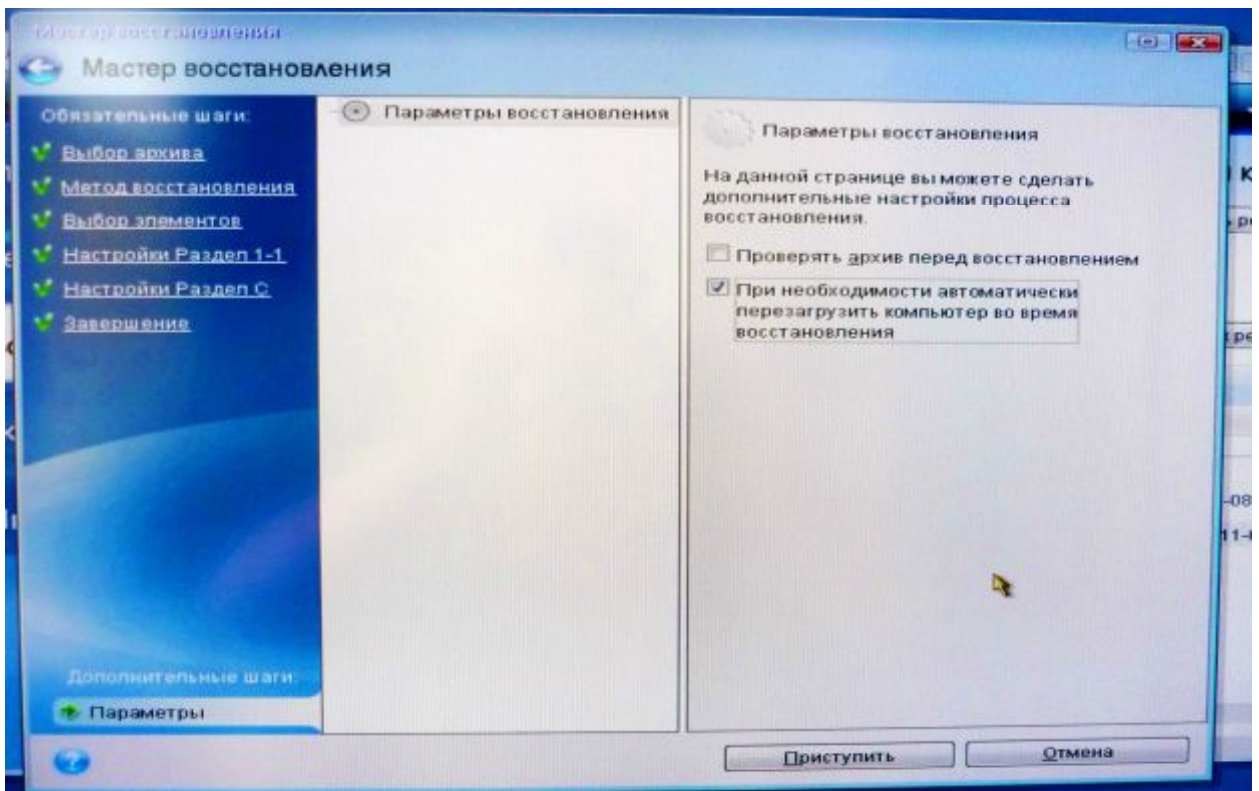 Мастер восстановления
Мастер восстановления
Обязательные шаги:
Выбор архива
Метод восстановления
Выбор элементов
Настройки Раздел 1-1
Настройки Раздел C
Завершение
Дополнительные шаги:
Параметры
Параметры восстановления
Параметры восстановления
На данной странице вы можете сделать
дополнительные настройки процесса
восстановления.
Проверять архив перед восстановлением
При необходимости автоматически
перезагрузить компьютер во время
восстановления
Приступить
Отмена
-08